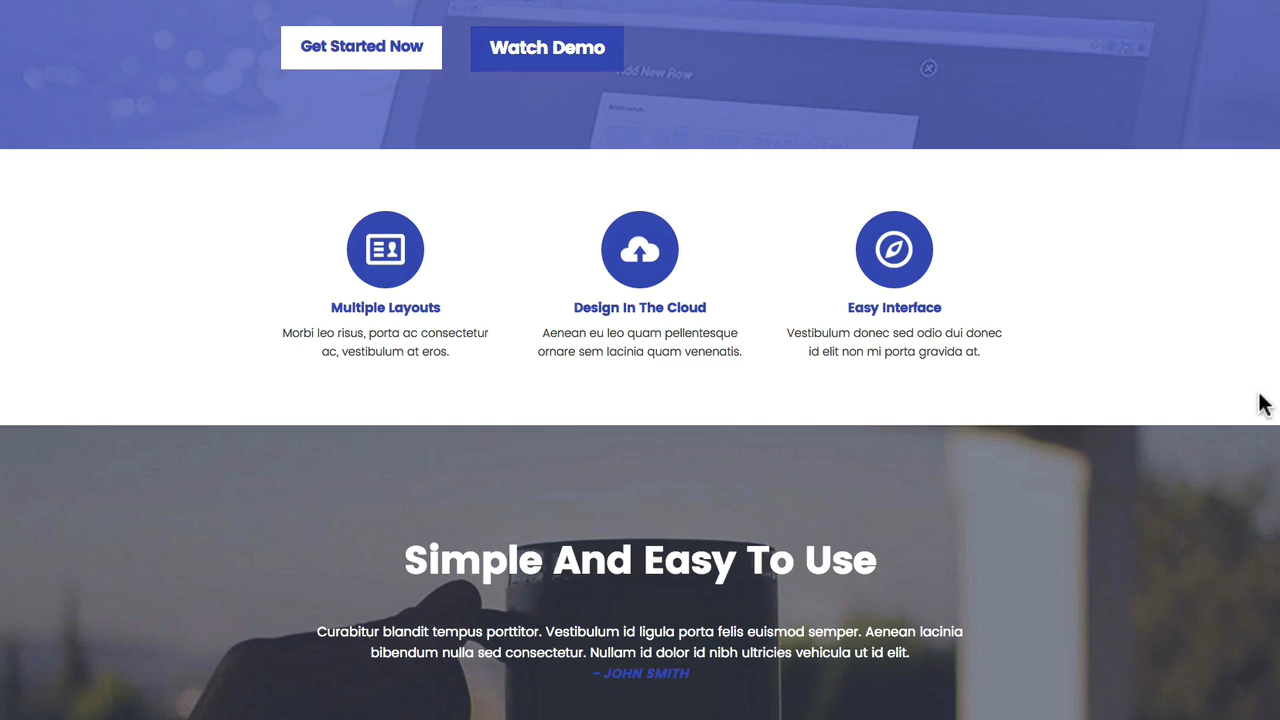 Get Started Now
Watch Demo
Add New Row
Multiple Layouts
Morbi leo risus, porta ac consectetur
ac, vestibulum at eros.
Design In The Cloud
Aenean eu leo quam pellentesque
ornare sem lacinia quam venenatis.
Easy Interface
Vestibulum donec sed odio dui donec
id elit non mi porta gravida at.
Simple And Easy To Use
Curabitur blandit tempus porttitor. Vestibulum id ligula porta felis euismod semper. Aenean lacinia
bibendum nulla sed consectetur. Nullam id dolor id nibh ultricies vehicula ut id elit.
– JOHN SMITH